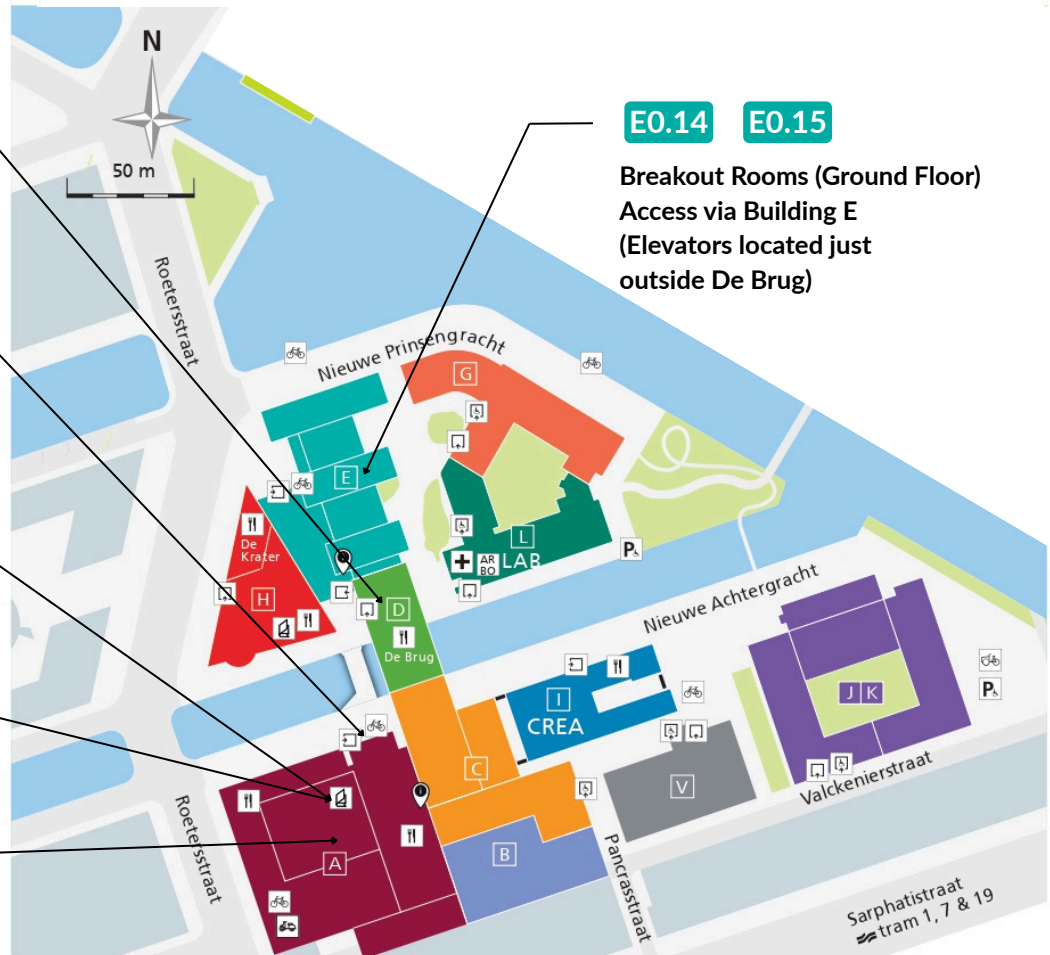 N
50 m
E0.14 E0.15
Breakout Rooms (Ground Floor)
Access via Building E
(Elevators located just
outside De Brug)
Roetersstraat
Nieuwe Prinsengracht
G
E
De
Krater
H
L
LAB
AR
BO
P
D
De Brug
Nieuwe Achtergracht
I
CREA
J K
P
C
V
Valckenierstraat
Roetersstraat
A
B
Pancrasstraat
Sarphatistraat
tram 1, 7 & 19